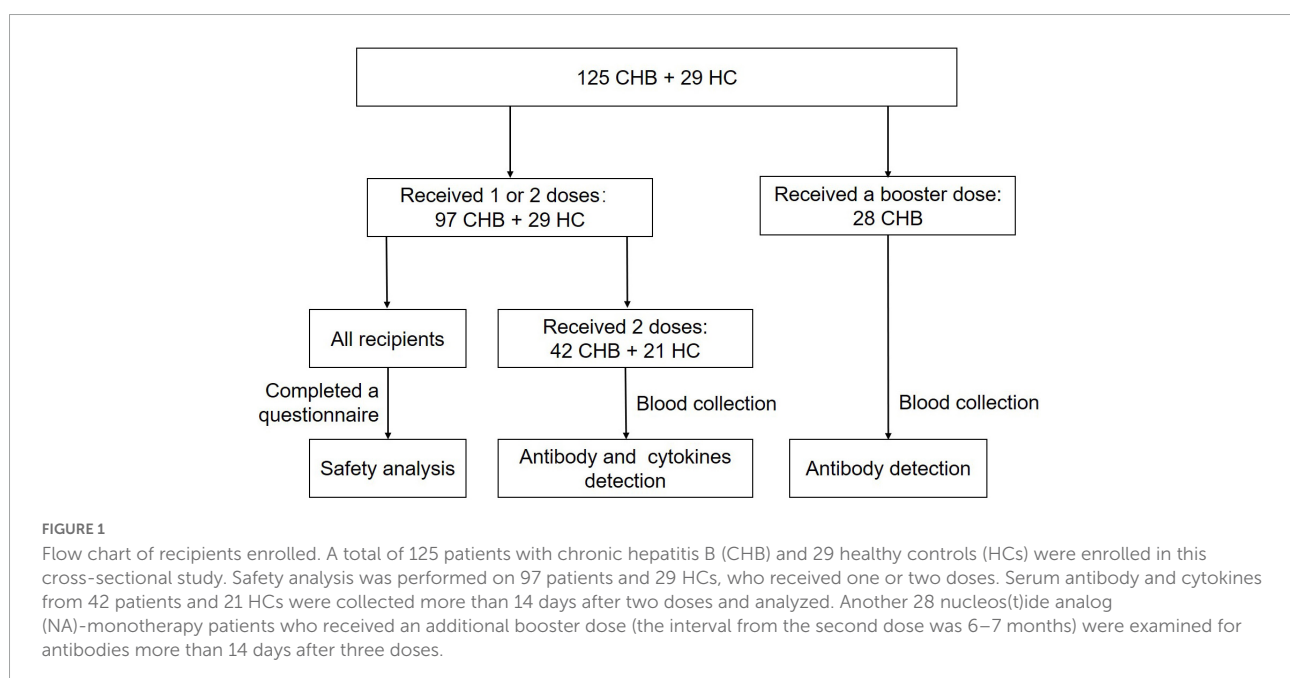 125 CHB + 29 HC
Received 1 or 2 doses:
97 CHB + 29 HC
Received a booster dose:
28 CHB
All recipients
Received 2 doses:
42 CHB + 21 HC
Completed a
questionnaire
Blood collection
Blood collection
Safety analysis
Antibody and cytokines
detection
Antibody detection
FIGURE 1
Flow chart of recipients enrolled. A total of 125 patients with chronic hepatitis B (CHB) and 29 healthy controls (HCs) were enrolled in this
cross-sectional study. Safety analysis was performed on 97 patients and 29 HCs, who received one or two doses. Serum antibody and cytokines
from 42 patients and 21 HCs were collected more than 14 days after two doses and analyzed. Another 28 nucleos(t)ide analog
(NA)-monotherapy patients who received an additional booster dose (the interval from the second dose was 6–7 months) were examined for
antibodies more than 14 days after three doses.